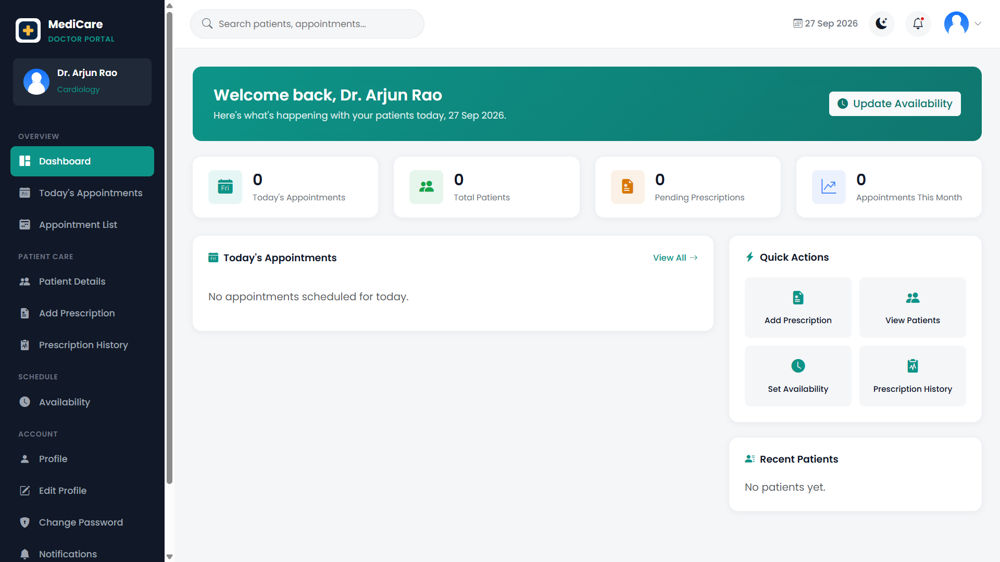 MediCare
DOCTOR PORTAL
Dr. Arjun Rao
Cardiology
OVERVIEW
Dashboard
Fri
Today's Appointments
Appointment List
PATIENT CARE
Patient Details
Add Prescription
Prescription History
SCHEDULE
Availability
ACCOUNT
Profile
Edit Profile
Change Password
Notifications
Search patients, appointments...
27 Sep 2026
Welcome back, Dr. Arjun Rao
Here's what's happening with your patients today, 27 Sep 2026.
Update Availability
Fri
0
Today's Appointments
0
Total Patients
0
Pending Prescriptions
0
Appointments This Month
Fri
Today's Appointments
View All
No appointments scheduled for today.
Quick Actions
Add Prescription
View Patients
Set Availability
Prescription History
Recent Patients
No patients yet.